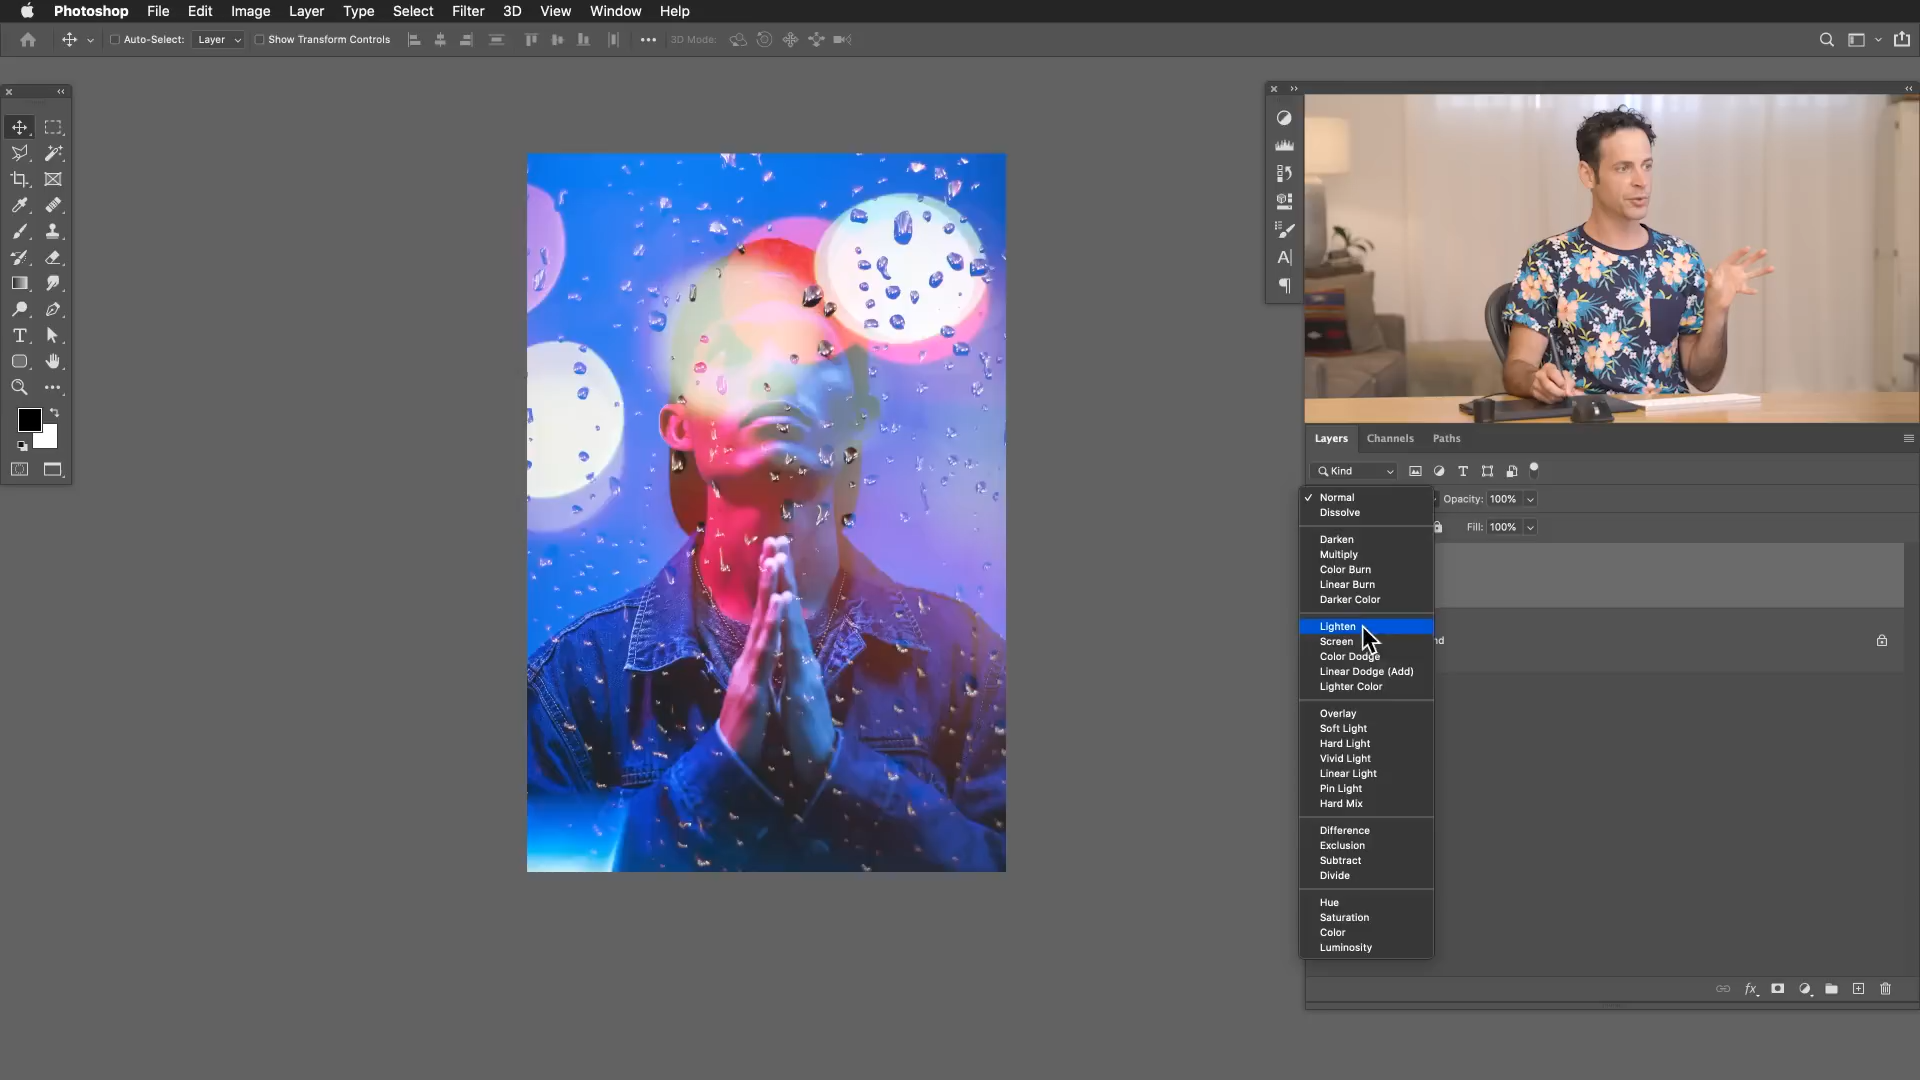 Photoshop File Edit Image Layer Type Select Filter 3D View Window Help
Auto-Select: Layer Show Transform Controls 3D Mode:
Layers Channels Paths
Kind
Normal Opacity: 100%
Dissolve
Fill: 100%
Darken
Multiply
Color Burn
Linear Burn
Darker Color
Lighten
Screen nd
Color Dodge
Linear Dodge (Add)
Lighter Color
Overlay
Soft Light
Hard Light
Vivid Light
Linear Light
Pin Light
Hard Mix
Difference
Exclusion
Subtract
Divide
Hue
Saturation
Color
Luminosity
fx